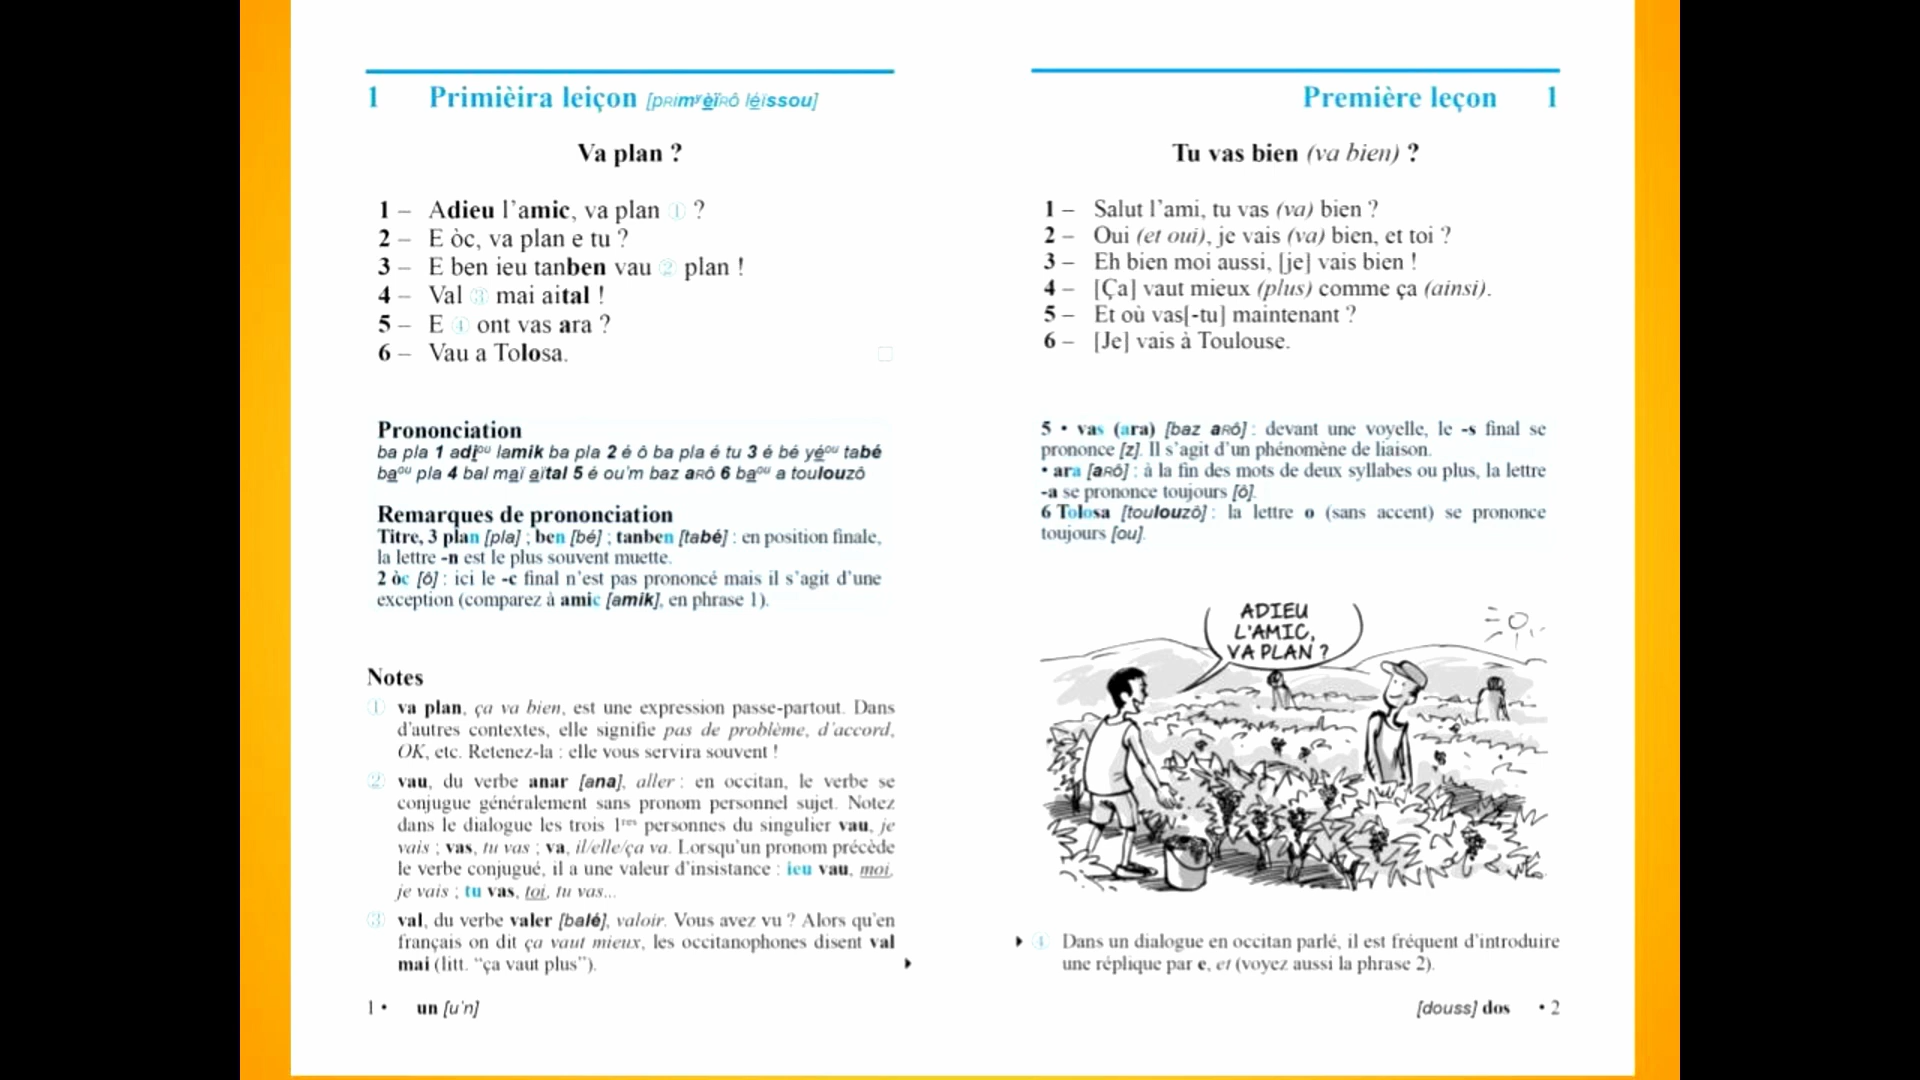 1 Primièira leiçon [pʀimʸèïʀô léïssou]
Va plan ?
1 – Adieu l’amic, va plan ① ?
2 – E òc, va plan e tu ?
3 – E ben ieu tanben vau ② plan !
4 – Val ③ mai aital !
5 – E ④ ont vas ara ?
6 – Vau a Tolosa.
Prononciation
ba pla 1 adiᵒᵘ lamik ba pla 2 é ô ba pla é tu 3 é bé yéᵒᵘ tabé
baᵒᵘ pla 4 bal maï aïtal 5 é ou’m baz aʀô 6 baᵒᵘ a toulouzô
Remarques de prononciation
Titre, 3 plan [pla] ; ben [bé] ; tanben [tabé] : en position finale,
la lettre -n est le plus souvent muette.
2 òc [ô] : ici le -c final n’est pas prononcé mais il s’agit d’une
exception (comparez à amic [amik], en phrase 1).
Notes
① va plan, ça va bien, est une expression passe-partout. Dans
d’autres contextes, elle signifie pas de problème, d’accord,
OK, etc. Retenez-la : elle vous servira souvent !
② vau, du verbe anar [ana], aller : en occitan, le verbe se
conjugue généralement sans pronom personnel sujet. Notez
dans le dialogue les trois 1ʳᵉˢ personnes du singulier vau, je
vais ; vas, tu vas ; va, il/elle/ça va. Lorsqu’un pronom précède
le verbe conjugué, il a une valeur d’insistance : ieu vau, moi,
je vais ; tu vas, toi, tu vas...
③ val, du verbe valer [balé], valoir. Vous avez vu ? Alors qu’en
français on dit ça vaut mieux, les occitanophones disent val
mai (litt. “ça vaut plus”).
1 • un [u’n]
Première leçon 1
Tu vas bien (va bien) ?
1 – Salut l’ami, tu vas (va) bien ?
2 – Oui (et oui), je vais (va) bien, et toi ?
3 – Eh bien moi aussi, [je] vais bien !
4 – [Ça] vaut mieux (plus) comme ça (ainsi).
5 – Et où vas[-tu] maintenant ?
6 – [Je] vais à Toulouse.
5 • vas (ara) [baz aʀô] : devant une voyelle, le -s final se
prononce [z]. Il s’agit d’un phénomène de liaison.
• ara [aʀô] : à la fin des mots de deux syllabes ou plus, la lettre
-a se prononce toujours [ô].
6 Tolosa [toulouzô] : la lettre o (sans accent) se prononce
toujours [ou].
ADIEU
L'AMIC,
VA PLAN ?
④ Dans un dialogue en occitan parlé, il est fréquent d’introduire
une réplique par e, et (voyez aussi la phrase 2).
[douss] dos • 2